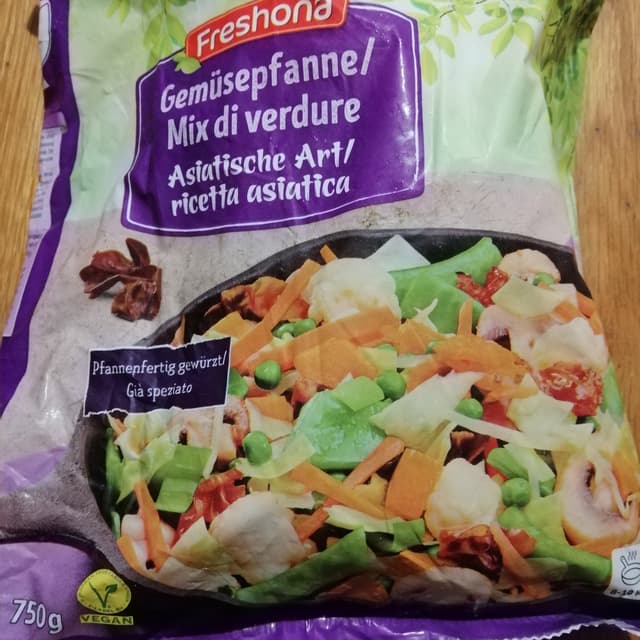 Freshona
Gemüsepfanne/
Mix di verdure
Asiatische Art/
ricetta asiatica
Pfannenfertig gewürzt/
Già speziato
750g
VEGAN